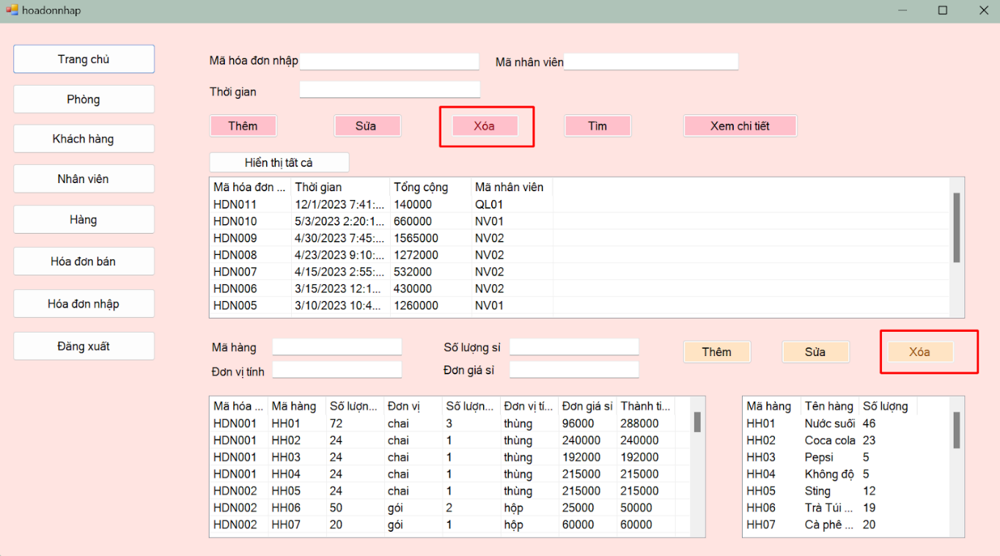 hoadonnhap
Trang chủ
Phòng
Khách hàng
Nhân viên
Hàng
Hóa đơn bán
Hóa đơn nhập
Đăng xuất
Mã hóa đơn nhập
Mã nhân viên
Thời gian
Thêm Sửa Xóa Tìm Xem chi tiết
Hiển thị tất cả
Mã hóa đơn ... Thời gian Tổng cộng Mã nhân viên
HDN011 12/1/2023 7:41:... 140000 QL01
HDN010 5/3/2023 2:20:1... 660000 NV01
HDN009 4/30/2023 7:45:... 1565000 NV02
HDN008 4/23/2023 9:10:... 1272000 NV02
HDN007 4/15/2023 2:55:... 532000 NV02
HDN006 3/15/2023 12:1... 430000 NV02
HDN005 3/10/2023 10:4... 1260000 NV01
Mã hàng Số lượng sỉ Thêm Sửa Xóa
Đơn vị tính Đơn giá sỉ
Mã hóa ... Mã hàng Số lượn... Đơn vị Số lượn... Đơn vị tí... Đơn giá sỉ Thành ti...
HDN001 HH01 72 chai 3 thùng 96000 288000
HDN001 HH02 24 chai 1 thùng 240000 240000
HDN001 HH03 24 chai 1 thùng 192000 192000
HDN001 HH04 24 chai 1 thùng 215000 215000
HDN002 HH05 24 chai 1 thùng 215000 215000
HDN002 HH06 50 gói 2 hộp 25000 50000
HDN002 HH07 20 gói 1 hộp 60000 60000
Mã hàng Tên hàng Số lượng
HH01 Nước suối 46
HH02 Coca cola 23
HH03 Pepsi 5
HH04 Không độ 5
HH05 Sting 12
HH06 Trà Túi ... 19
HH07 Cà phê ... 20